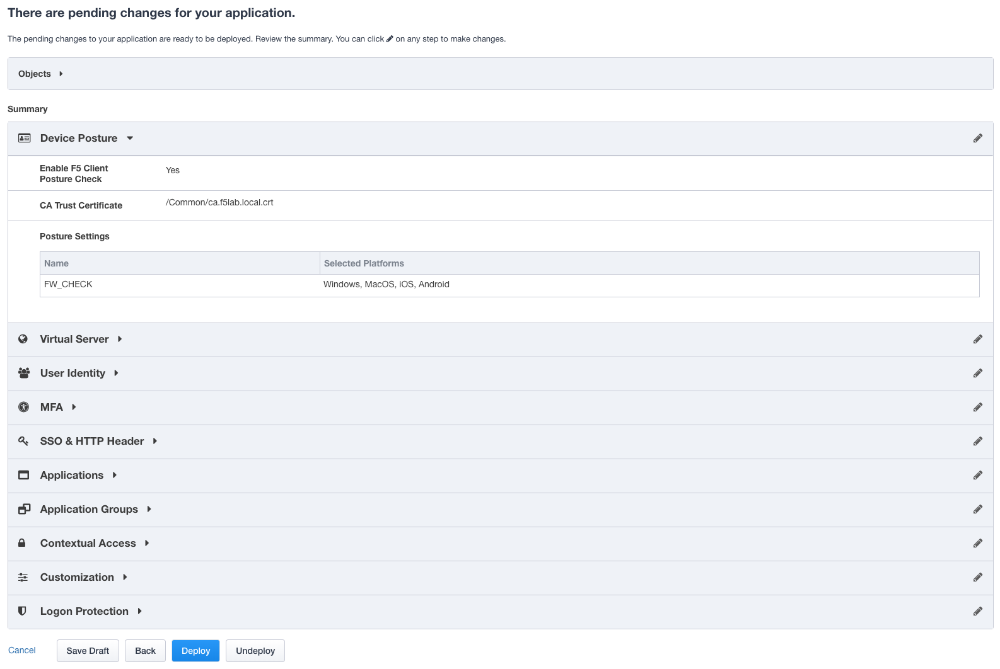 There are pending changes for your application.
The pending changes to your application are ready to be deployed. Review the summary. You can click on any step to make changes.
Objects
Summary
Device Posture
Enable F5 Client
Posture Check
Yes
CA Trust Certificate
/Common/ca.f5lab.local.crt
Posture Settings
Name Selected Platforms
FW_CHECK Windows, MacOS, iOS, Android
Virtual Server
User Identity
MFA
SSO & HTTP Header
Applications
Application Groups
Contextual Access
Customization
Logon Protection
Cancel Save Draft Back Deploy Undeploy